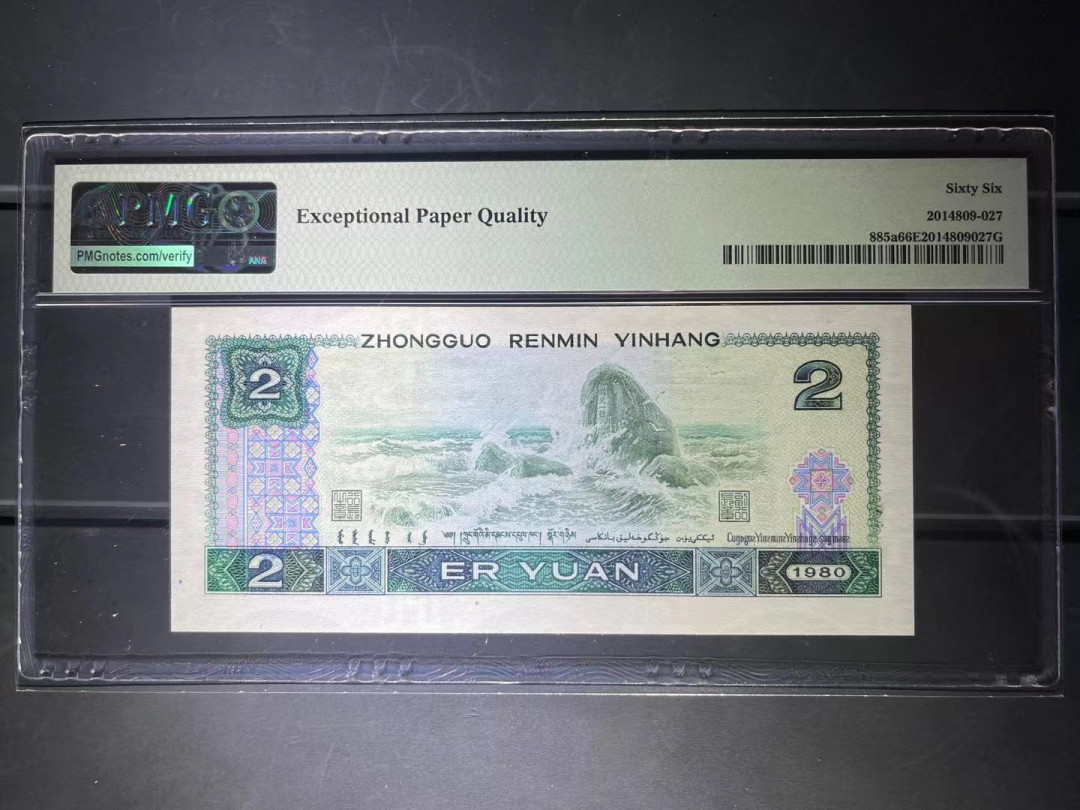 PMG
PMGnotes.com/verify
ANA
Exceptional Paper Quality
Sixty Six
2014809-027
885a66E2014809027G
ZHONGGUO RENMIN YINHANG
2
2
2
ER YUAN
1980